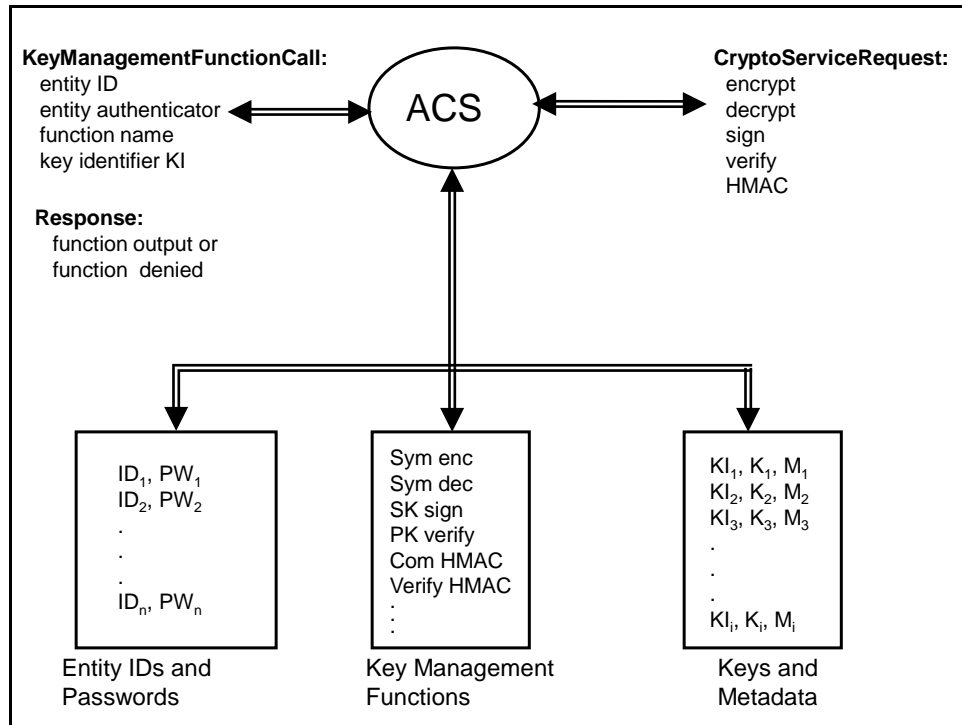 KeyManagementFunctionCall:
entity ID
entity authenticator
function name
key identifier KI
Response:
function output or
function denied
ACS
CryptoServiceRequest:
encrypt
decrypt
sign
verify
HMAC
ID1, PW1
ID2, PW2
.
.
.
IDn, PWn
Entity IDs and
Passwords
Sym enc
Sym dec
SK sign
PK verify
Com HMAC
Verify HMAC
.
:
Key Management
Functions
KI1, K1, M1
KI2, K2, M2
KI3, K3, M3
.
.
.
KIi, Ki, Mi
Keys and
Metadata